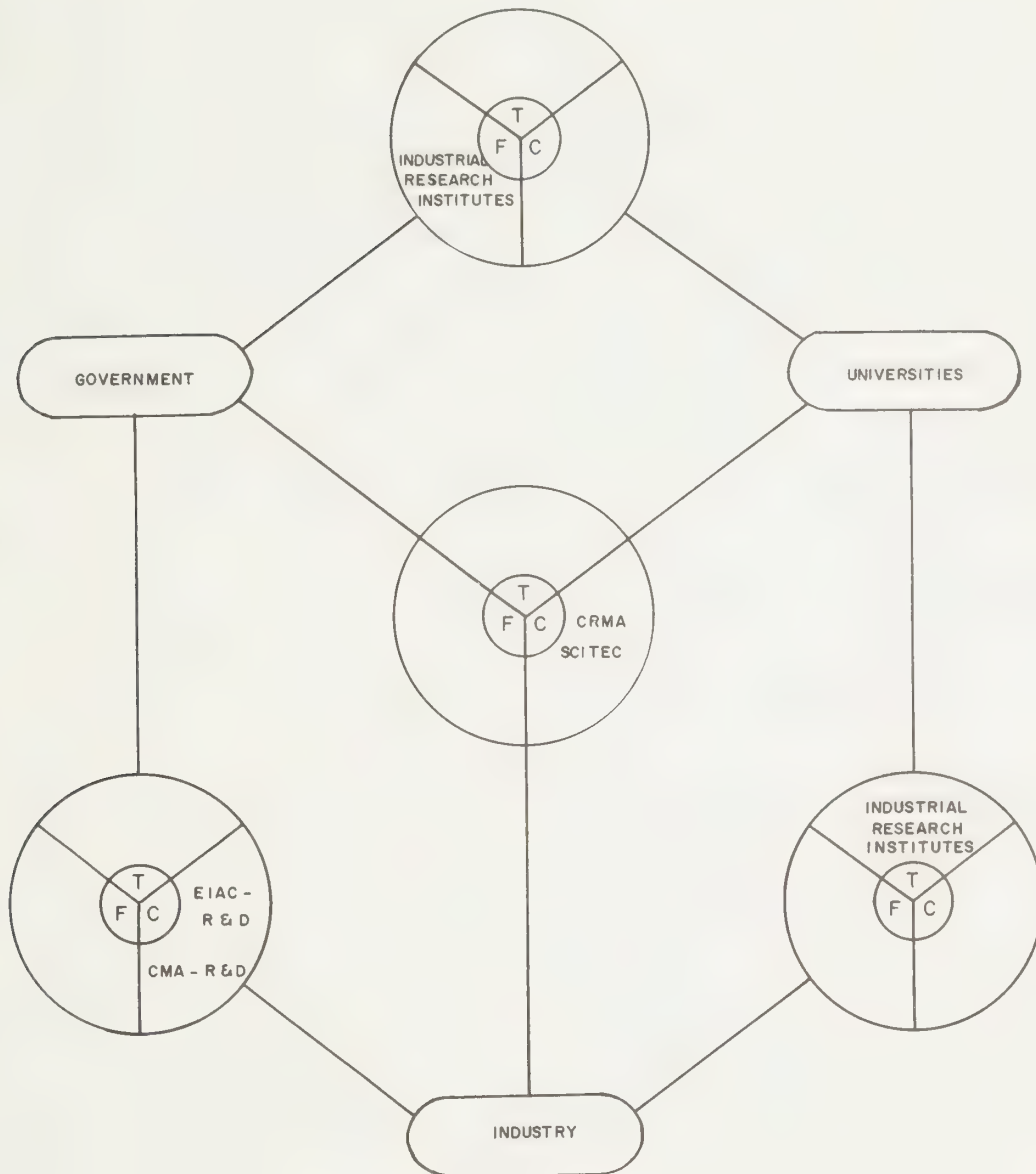 T
F C
INDUSTRIAL
RESEARCH
INSTITUTES
GOVERNMENT
UNIVERSITIES
T
F C
CRMA
SCITEC
T
F C
EIAC -
R & D
CMA - R & D
INDUSTRIAL
RESEARCH
INSTITUTES
T
F C
INDUSTRY